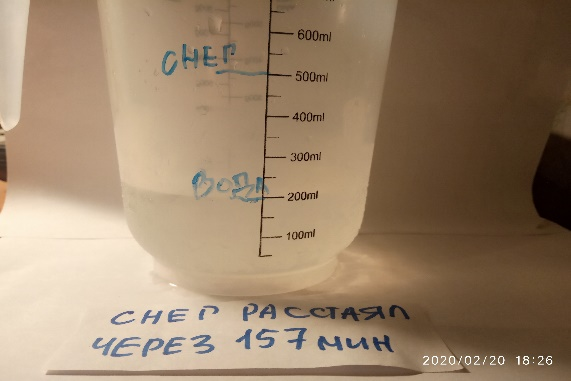 600ml
СНЕГ
500ml
400ml
300ml
ВОДА
200ml
100ml
СНЕГ РАССТАЯЛ
ЧЕРЕЗ 157 МИН
2020/02/20 18:26